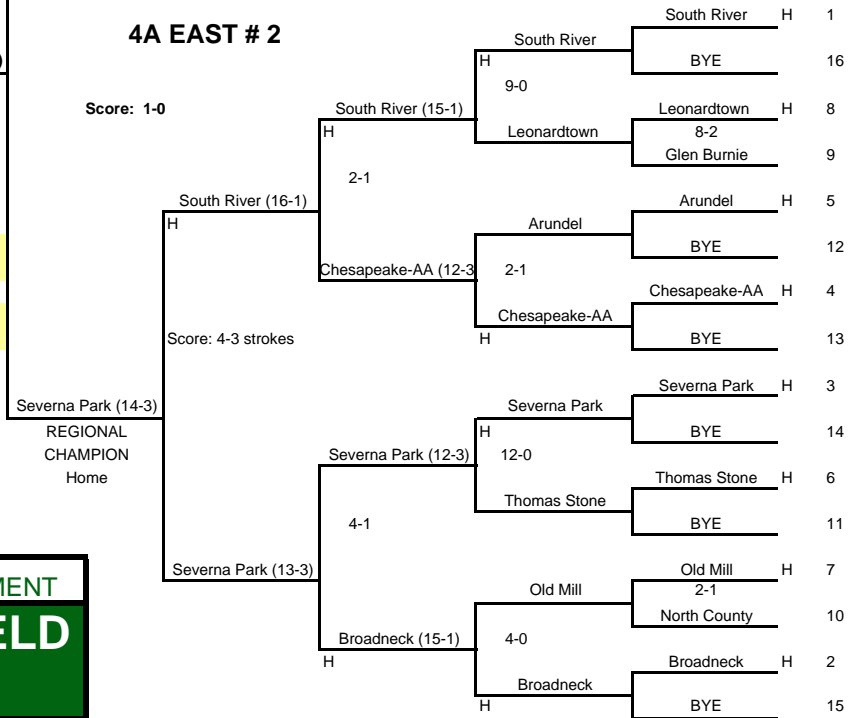 South River H 1
4A EAST # 2
South River
H
BYE 16
9-0
Score: 1-0
South River (15-1)
Leonardtown H 8
H
Leonardtown
8-2
Glen Burnie 9
2-1
South River (16-1)
Arundel H 5
H
Arundel
BYE 12
Chesapeake-AA (12-3
2-1
Chesapeake-AA H 4
Chesapeake-AA
Score: 4-3 strokes
H
BYE 13
Severna Park H 3
Severna Park (14-3)
Severna Park
REGIONAL
H
BYE 14
CHAMPION
Severna Park (12-3)
12-0
Home
Thomas Stone H 6
Thomas Stone
4-1
BYE 11
Severna Park (13-3)
Old Mill H 7
MENT
Old Mill
2-1
North County 10
ELD
Broadneck (15-1)
4-0
H
Broadneck H 2
Broadneck
H
BYE 15